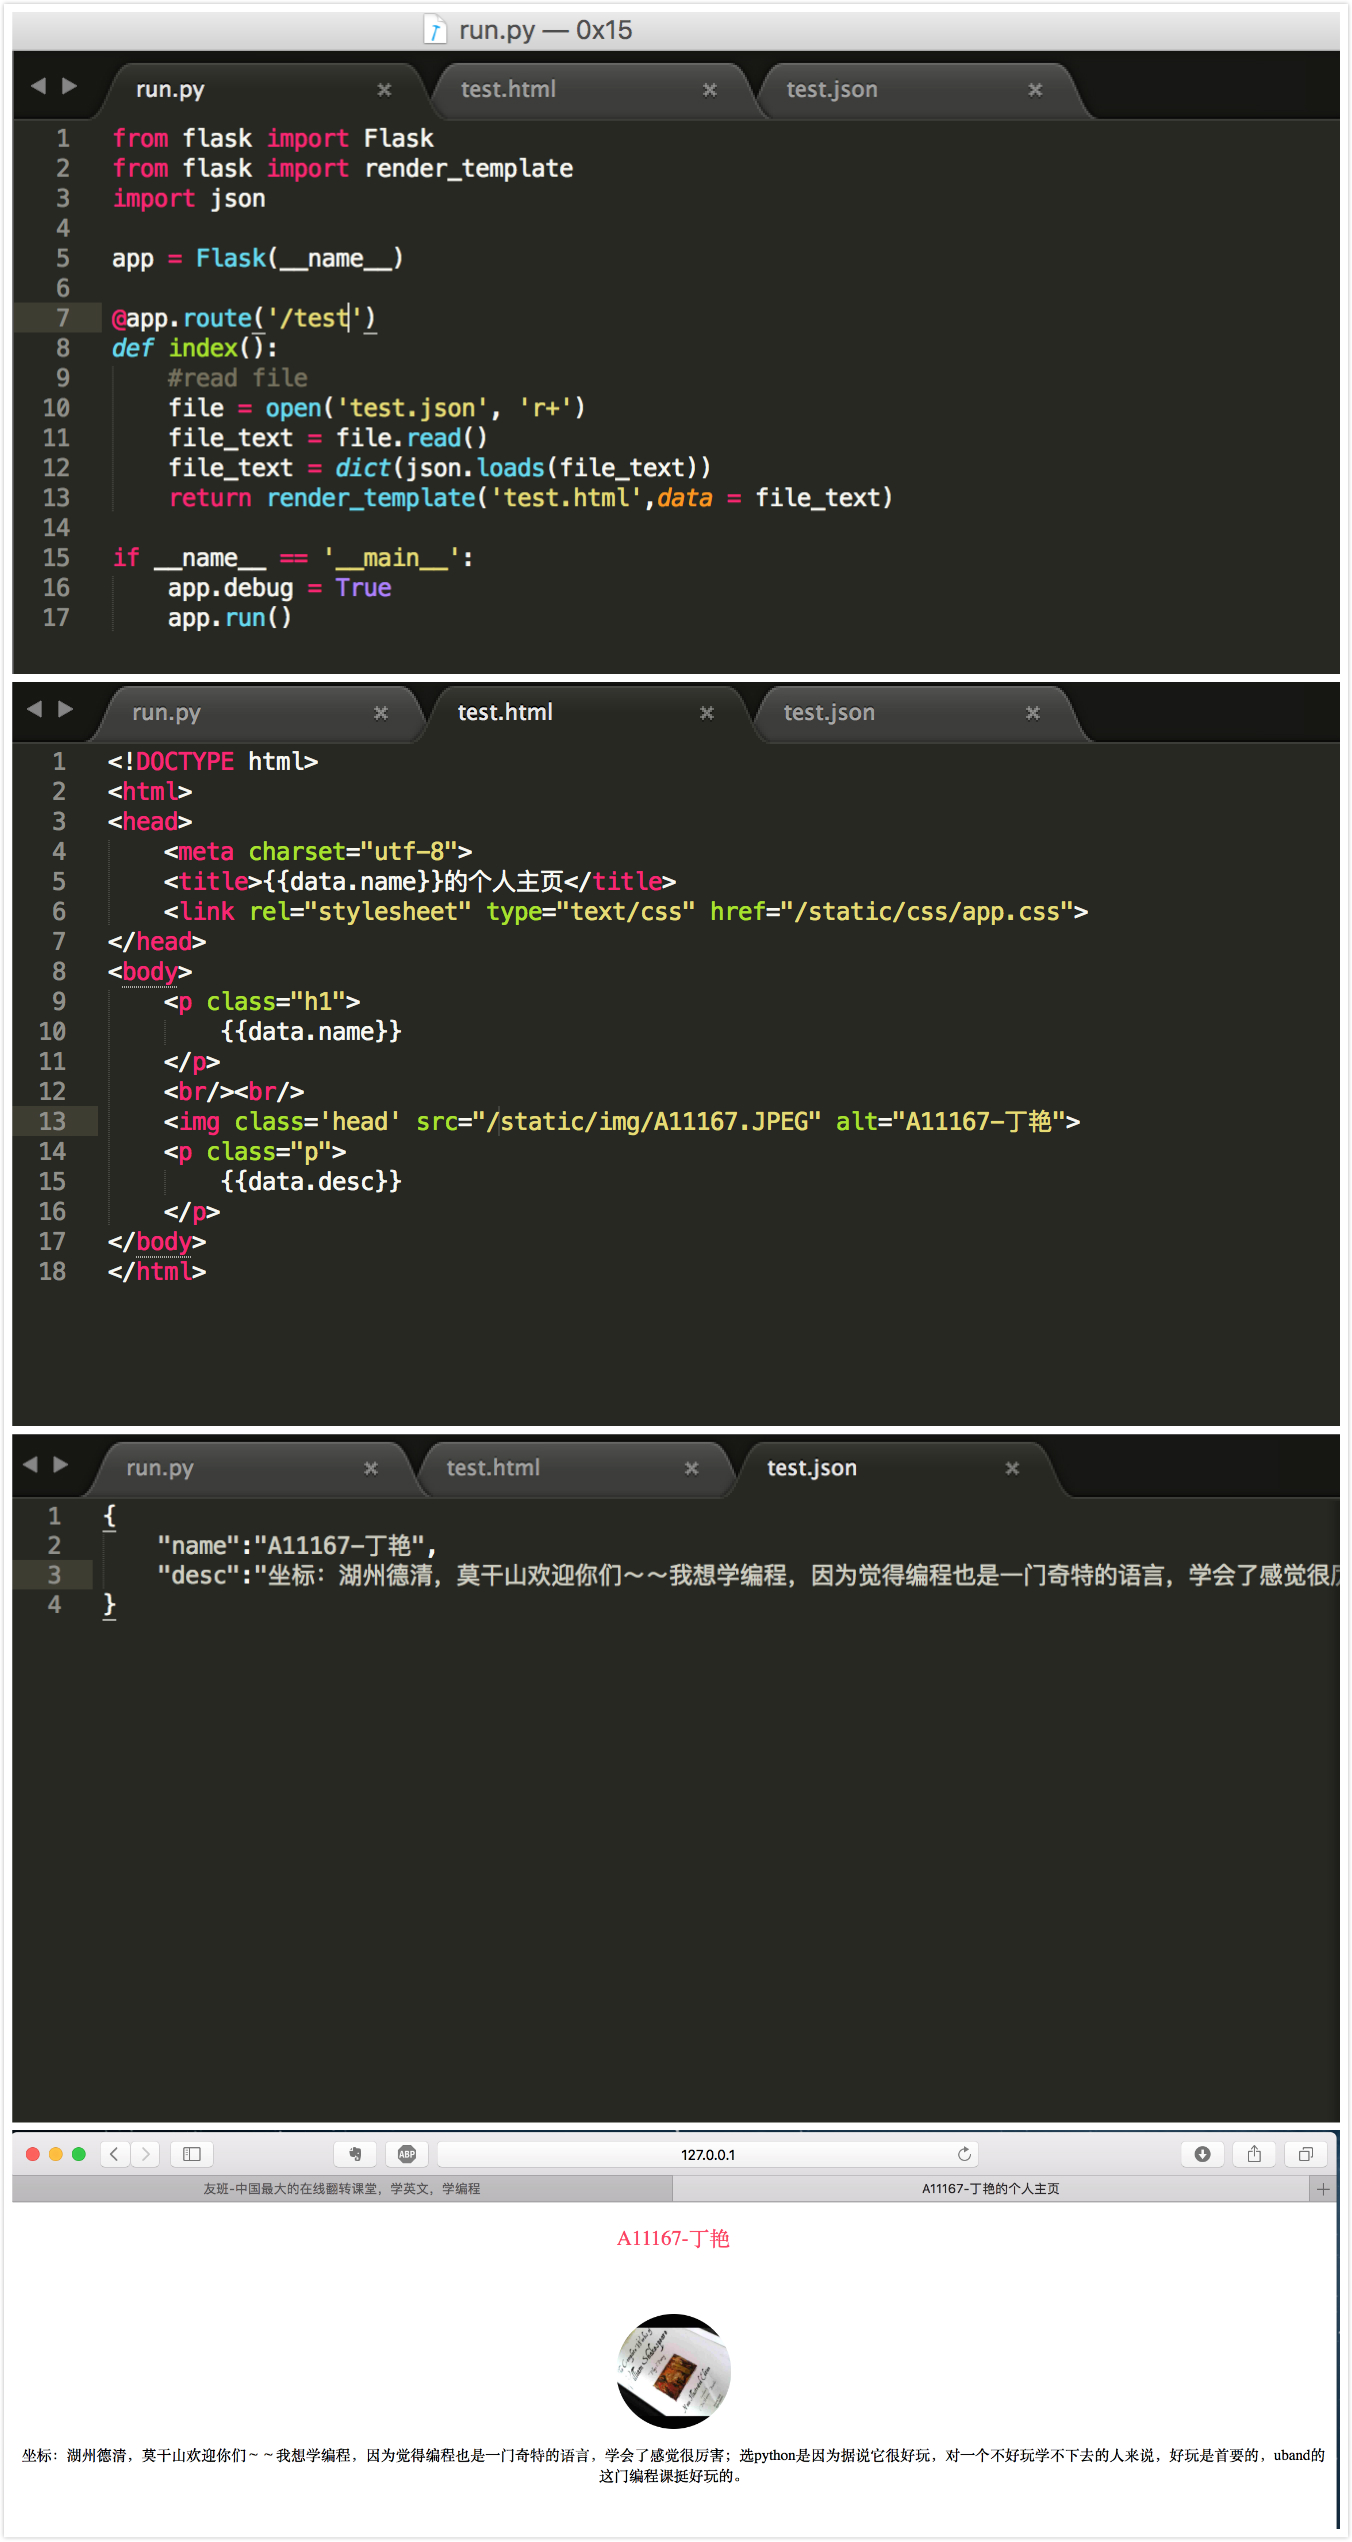 run.py — 0x15
run.py test.html test.json
1 from flask import Flask
2 from flask import render_template
3 import json
4
5 app = Flask(__name__)
6
7 @app.route('/test')
8 def index():
9 #read file
10 file = open('test.json', 'r+')
11 file_text = file.read()
12 file_text = dict(json.loads(file_text))
13 return render_template('test.html',data = file_text)
14
15 if __name__ == '__main__':
16 app.debug = True
17 app.run()
run.py test.html test.json
1 <!DOCTYPE html>
2 <html>
3 <head>
4 <meta charset="utf-8">
5 <title>{{data.name}}的个人主页</title>
6 <link rel="stylesheet" type="text/css" href="/static/css/app.css">
7 </head>
8 <body>
9 <p class="h1">
10 {{data.name}}
11 </p>
12 <br/><br/>
13 <img class='head' src="/static/img/A11167.JPEG" alt="A11167-丁艳">
14 <p class="p">
15 {{data.desc}}
16 </p>
17 </body>
18 </html>
run.py test.html test.json
1 {
2 "name":"A11167-丁艳",
3 "desc":"坐标：湖州德清，莫干山欢迎你们～～我想学编程，因为觉得编程也是一门奇特的语言，学会了感觉很厉
4 }
ABP 127.0.0.1
友班-中国最大的在线翻转课堂，学英文，学编程 A11167-丁艳的个人主页
A11167-丁艳
William Shakespeare
坐标：湖州德清，莫干山欢迎你们～～我想学编程，因为觉得编程也是一门奇特的语言，学会了感觉很厉害；选python是因为据说它很好玩，对一个不好玩学不下去的人来说，好玩是首要的，uband的
这门编程课挺好玩的。